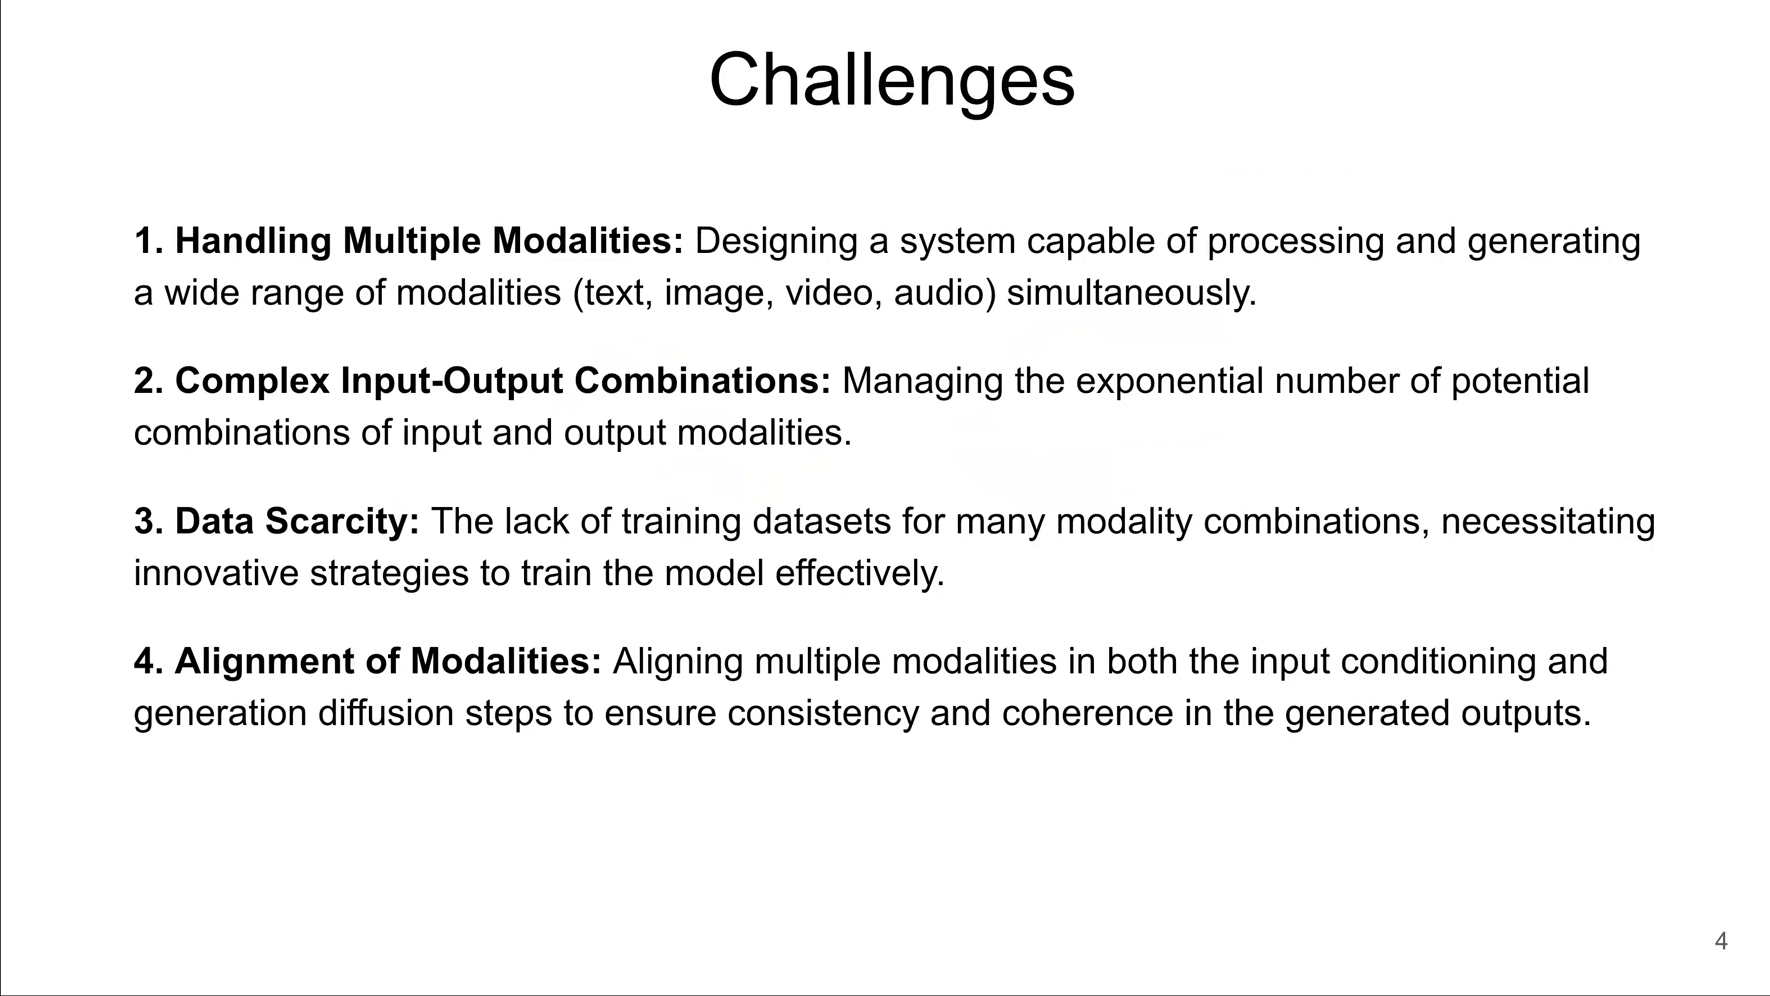 Challenges
1. Handling Multiple Modalities: Designing a system capable of processing and generating
a wide range of modalities (text, image, video, audio) simultaneously.
2. Complex Input-Output Combinations: Managing the exponential number of potential
combinations of input and output modalities.
3. Data Scarcity: The lack of training datasets for many modality combinations, necessitating
innovative strategies to train the model effectively.
4. Alignment of Modalities: Aligning multiple modalities in both the input conditioning and
generation diffusion steps to ensure consistency and coherence in the generated outputs.
4